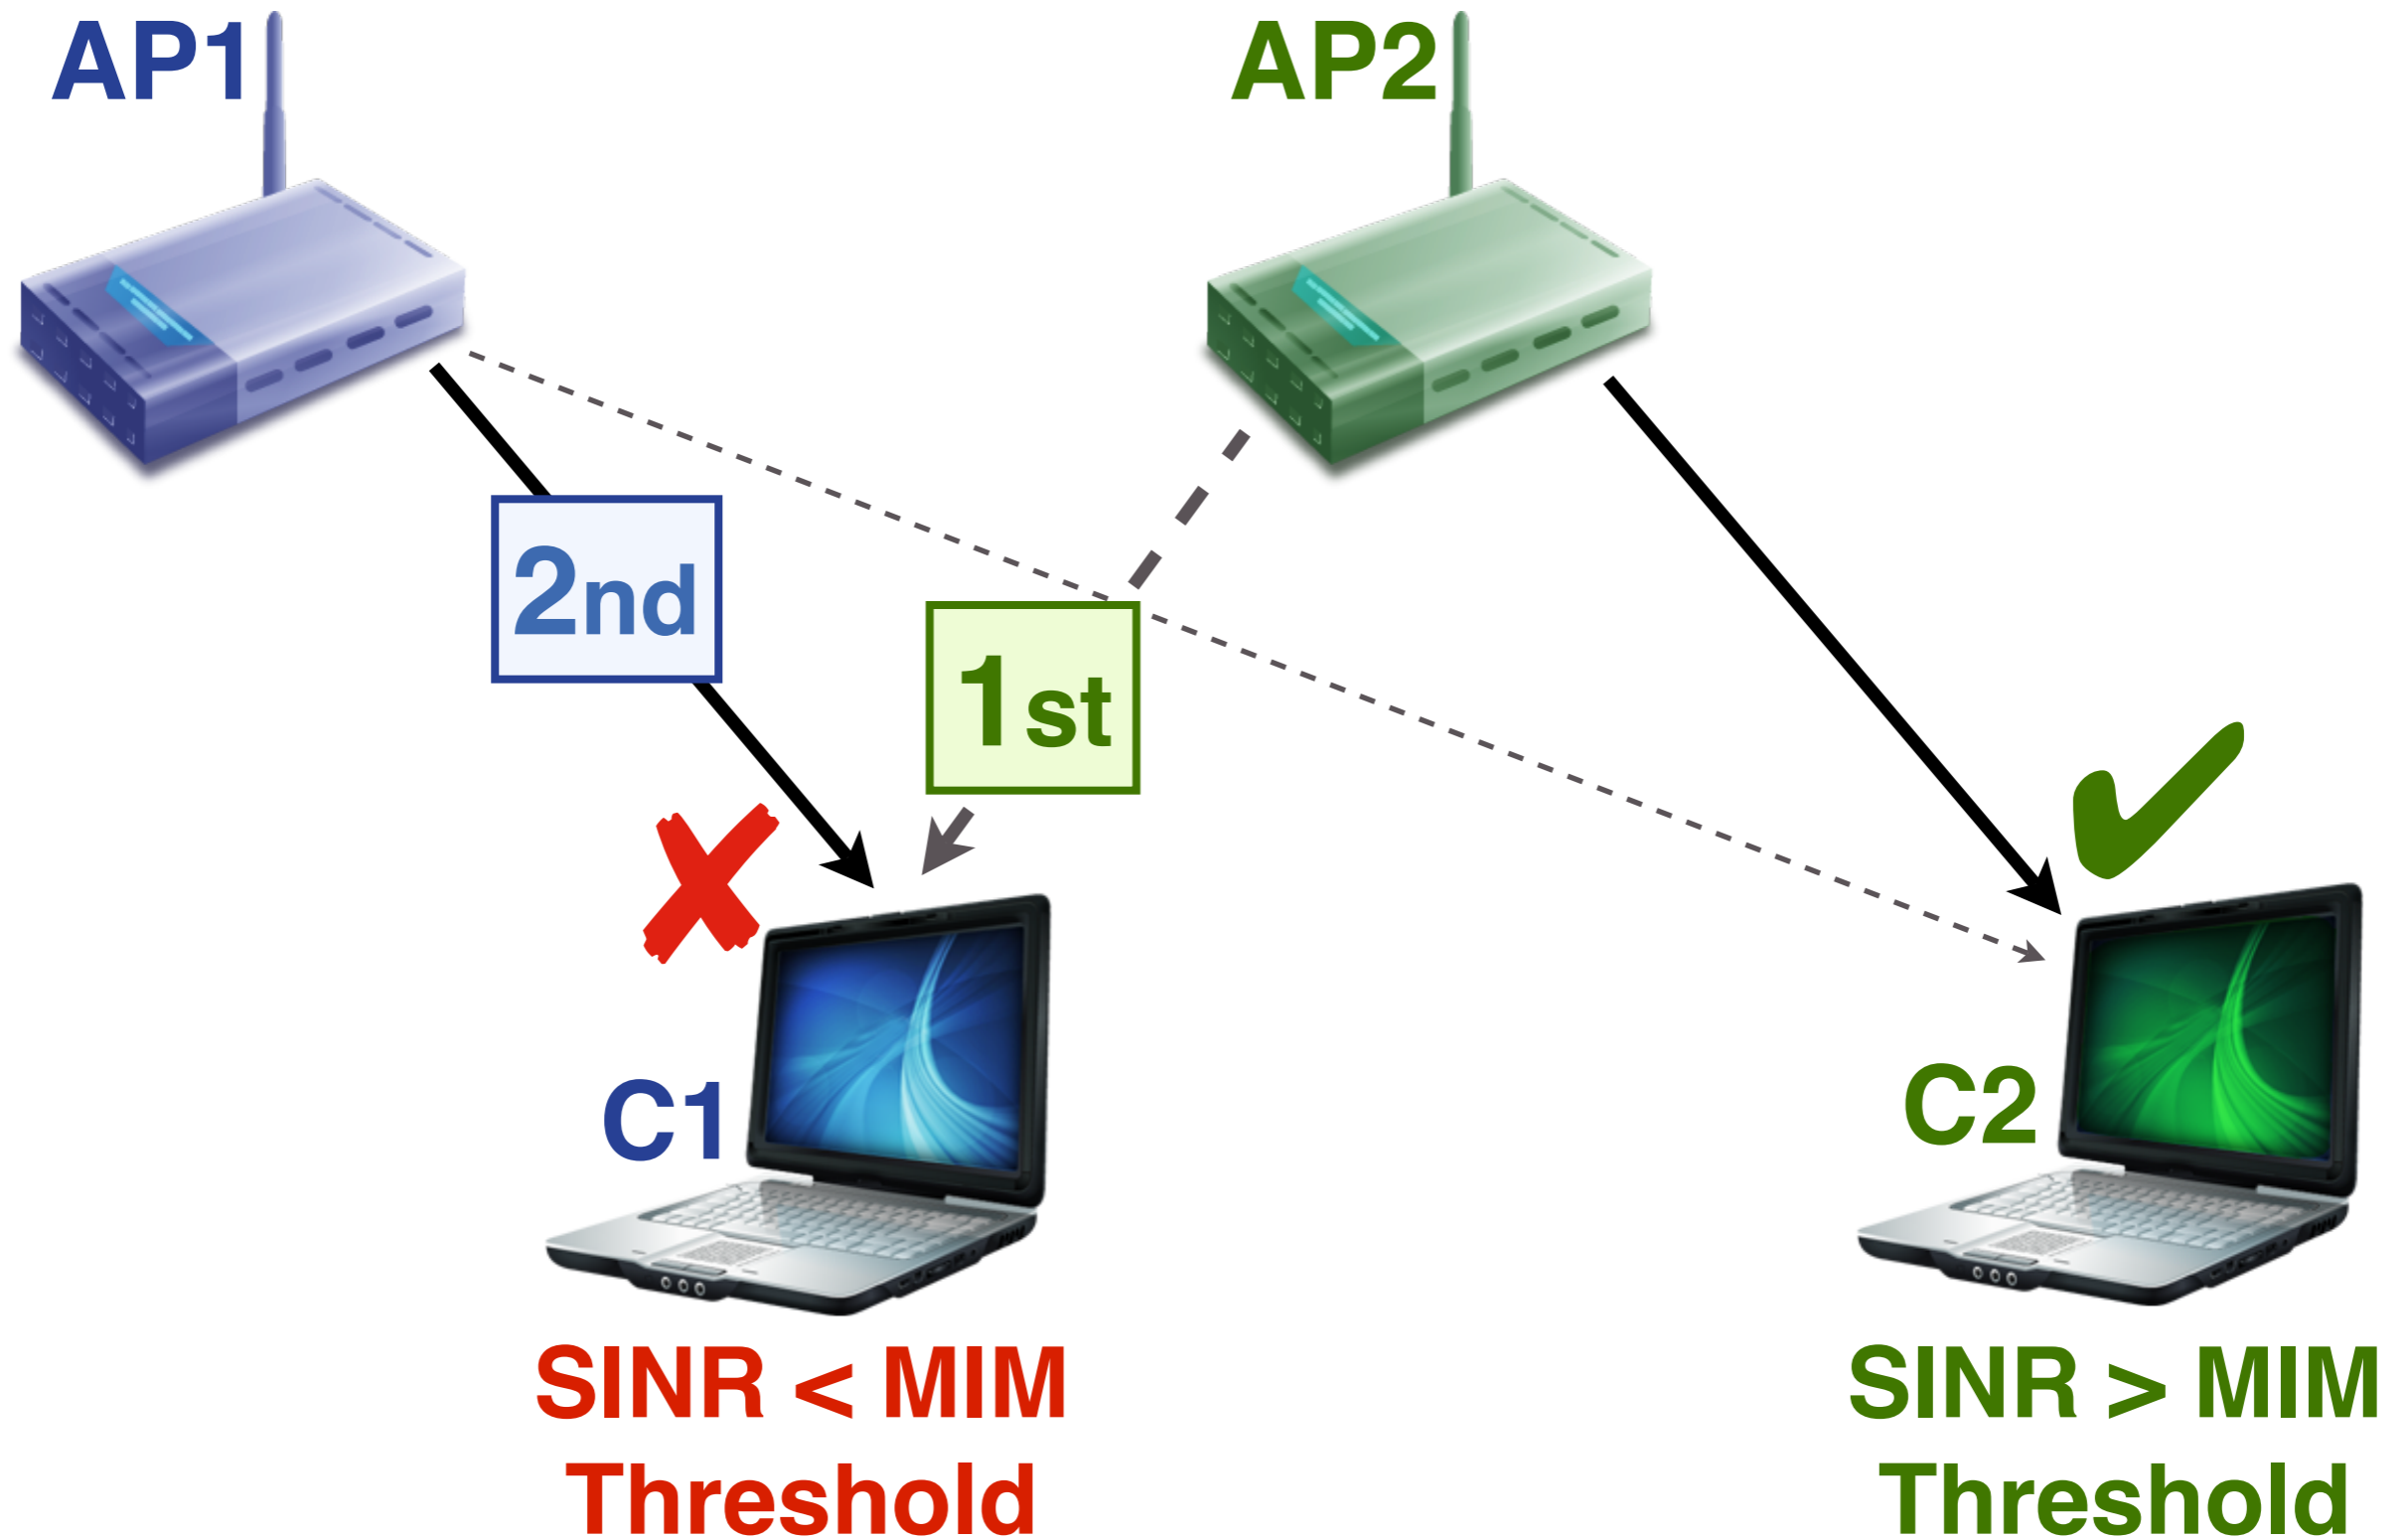 AP1
AP2
2nd
1st
C1
C2
SINR < MIM
Threshold
SINR > MIM
Threshold